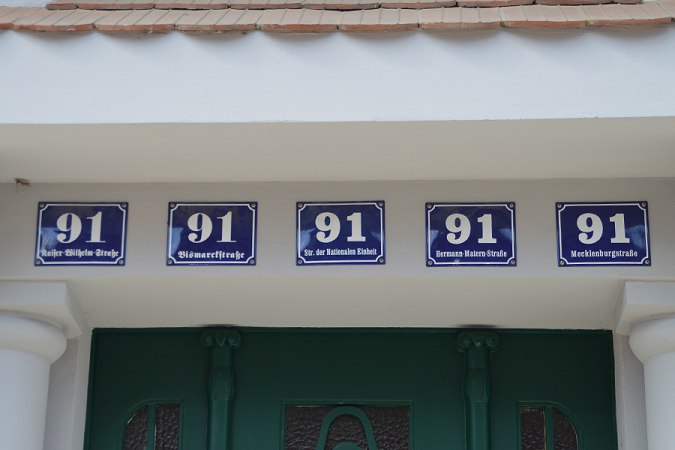 91
Kaiser-Wilhelm-Straße
91
Bismarckstraße
91
Str. der Nationalen Einheit
91
Hermann-Matern-Straße
91
Mecklenburgstraße